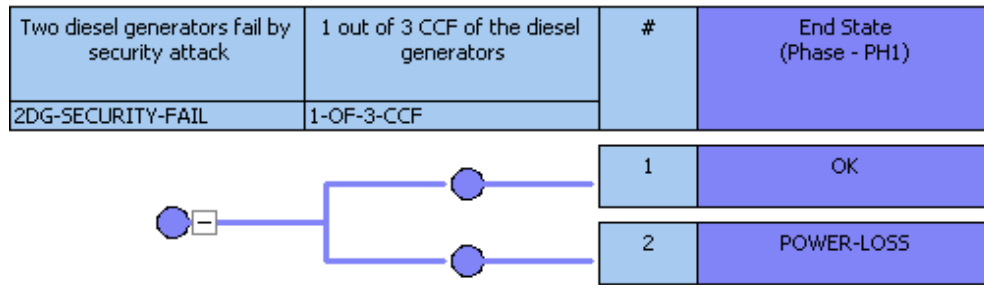 Two diesel generators fail by
security attack
1 out of 3 CCF of the diesel
generators
#
End State
(Phase - PH1)
2DG-SECURITY-FAIL
1-OF-3-CCF
1
OK
2
POWER-LOSS